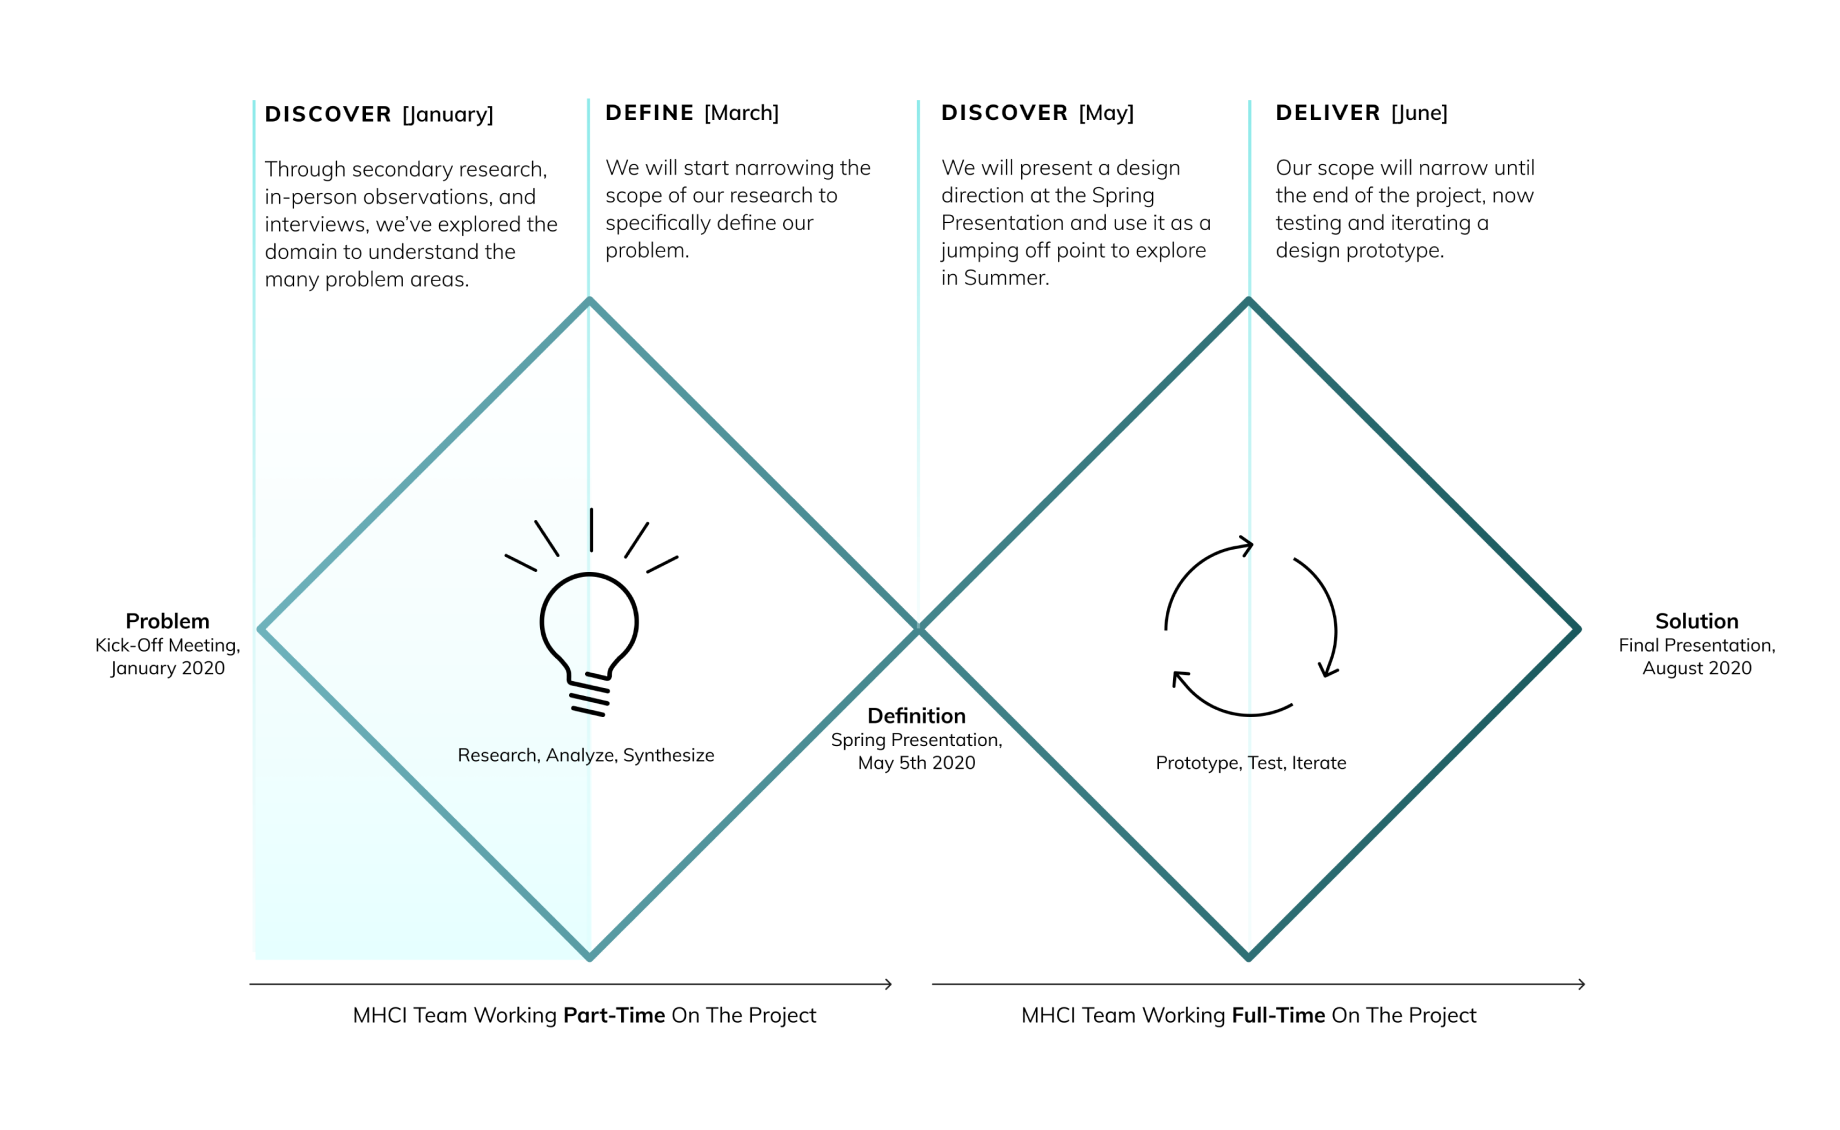 DISCOVER [January]
Through secondary research,
in-person observations, and
interviews, we've explored the
domain to understand the
many problem areas.
DEFINE [March]
We will start narrowing the
scope of our research to
specifically define our
problem.
DISCOVER [May]
We will present a design
direction at the Spring
Presentation and use it as a
jumping off point to explore
in Summer.
DELIVER [June]
Our scope will narrow until
the end of the project, now
testing and iterating a
design prototype.
Problem
Kick-Off Meeting,
January 2020
Research, Analyze, Synthesize
Definition
Spring Presentation,
May 5th 2020
Prototype, Test, Iterate
Solution
Final Presentation,
August 2020
MHCI Team Working Part-Time On The Project
MHCI Team Working Full-Time On The Project